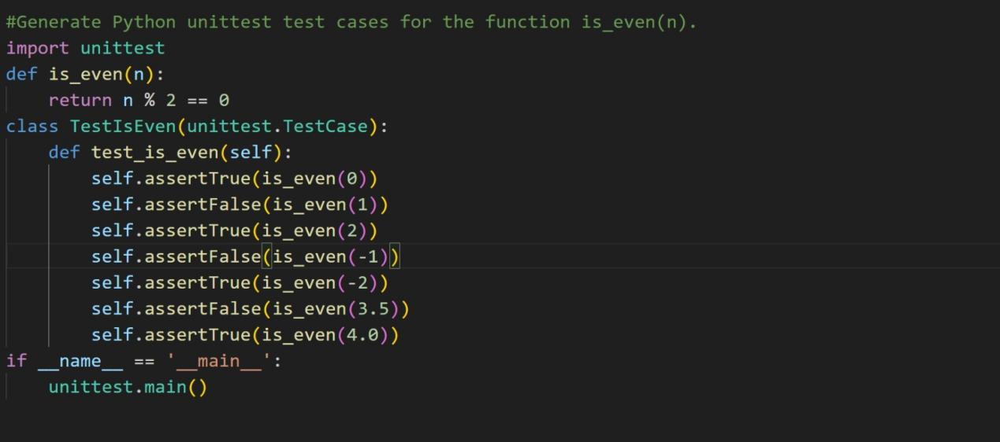 #Generate Python unittest test cases for the function is_even(n).
import unittest
def is_even(n):
    return n % 2 == 0
class TestIsEven(unittest.TestCase):
    def test_is_even(self):
        self.assertTrue(is_even(0))
        self.assertFalse(is_even(1))
        self.assertTrue(is_even(2))
        self.assertFalse(is_even(-1))
        self.assertTrue(is_even(-2))
        self.assertFalse(is_even(3.5))
        self.assertTrue(is_even(4.0))
if __name__ == '__main__':
    unittest.main()